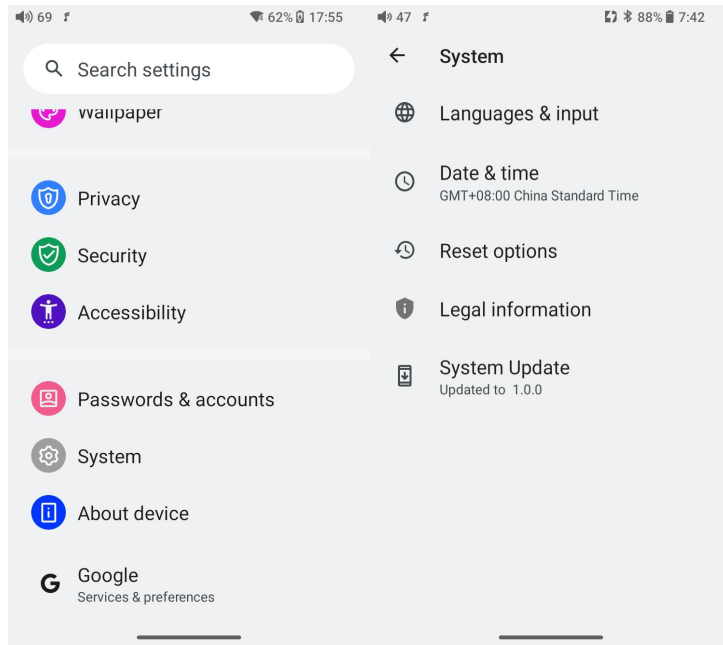 69 62% 17:55
Search settings
Wallpaper
Privacy
Security
Accessibility
Passwords & accounts
System
About device
Google
Services & preferences
47 88% 7:42
System
Languages & input
Date & time
GMT+08:00 China Standard Time
Reset options
Legal information
System Update
Updated to 1.0.0